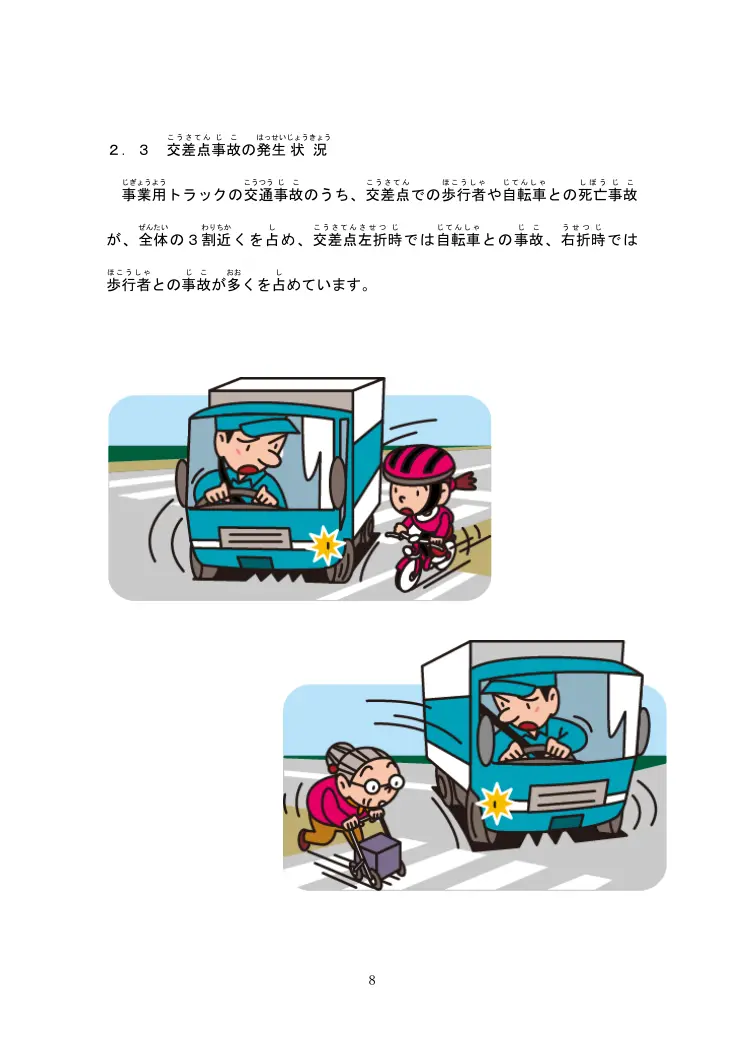 ２．３　交差点事故の発生状況
事業用トラックの交通事故のうち、交差点での歩行者や自転車との死亡事故
が、全体の３割近くを占め、交差点左折時では自転車との事故、右折時では
歩行者との事故が多くを占めています。
8